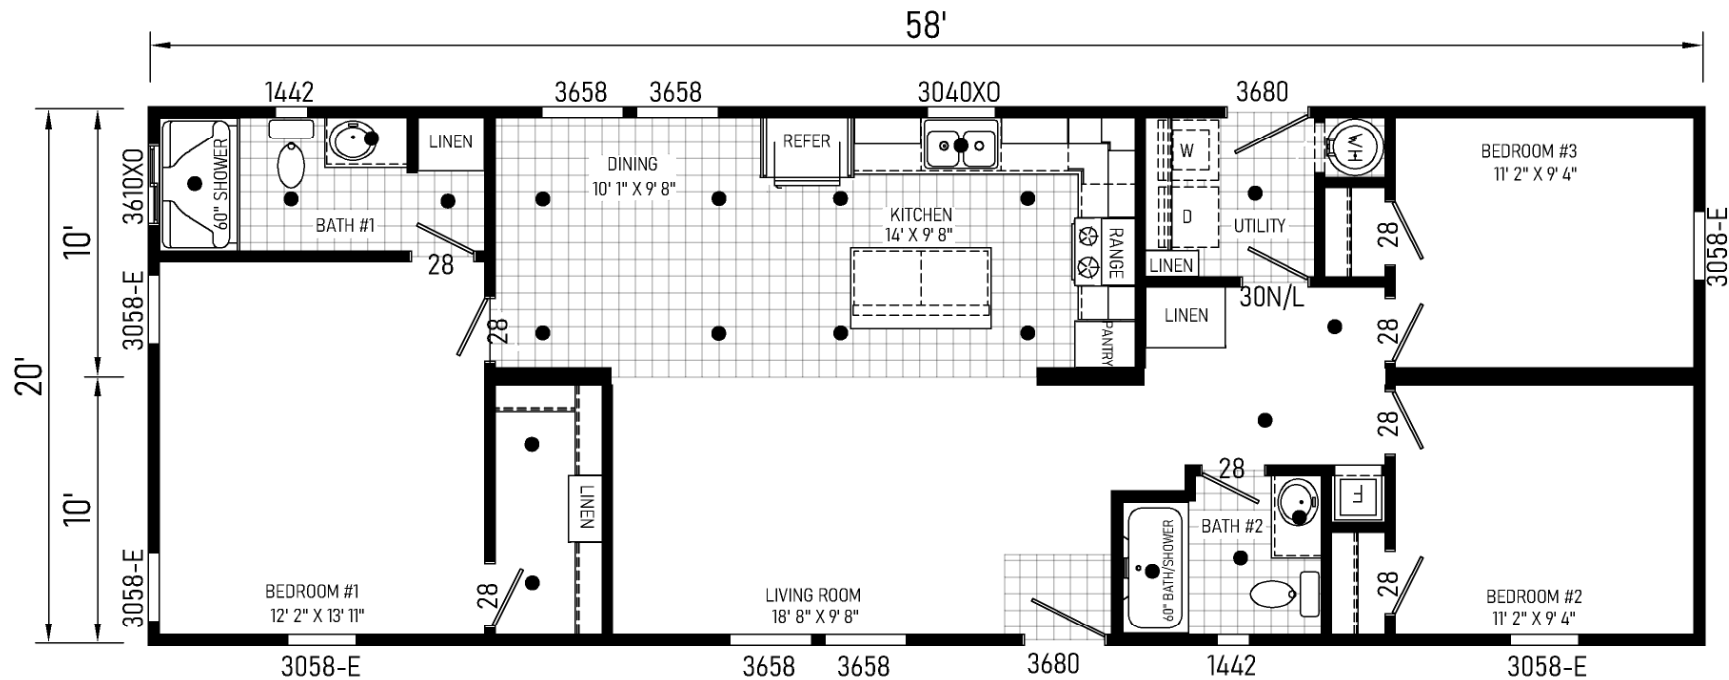 58'
1442
3658
3658
3040XO
3680
20'
10'
10'
3610XO
3058-E
3058-E
60" SHOWER
LINEN
BATH #1
28
DINING
10' 1" X 9' 8"
REFER
KITCHEN
14' X 9' 8"
RANGE
PANTRY
W
D
UTILITY
LINEN
30N/L
LINEN
WH
28
BEDROOM #3
11' 2" X 9' 4"
3058-E
28
28
28
LINEN
28
BEDROOM #1
12' 2" X 13' 11"
LIVING ROOM
18' 8" X 9' 8"
28
BATH #2
60" BATH/SHOWER
F
28
BEDROOM #2
11' 2" X 9' 4"
3058-E
3658
3658
3680
1442
3058-E